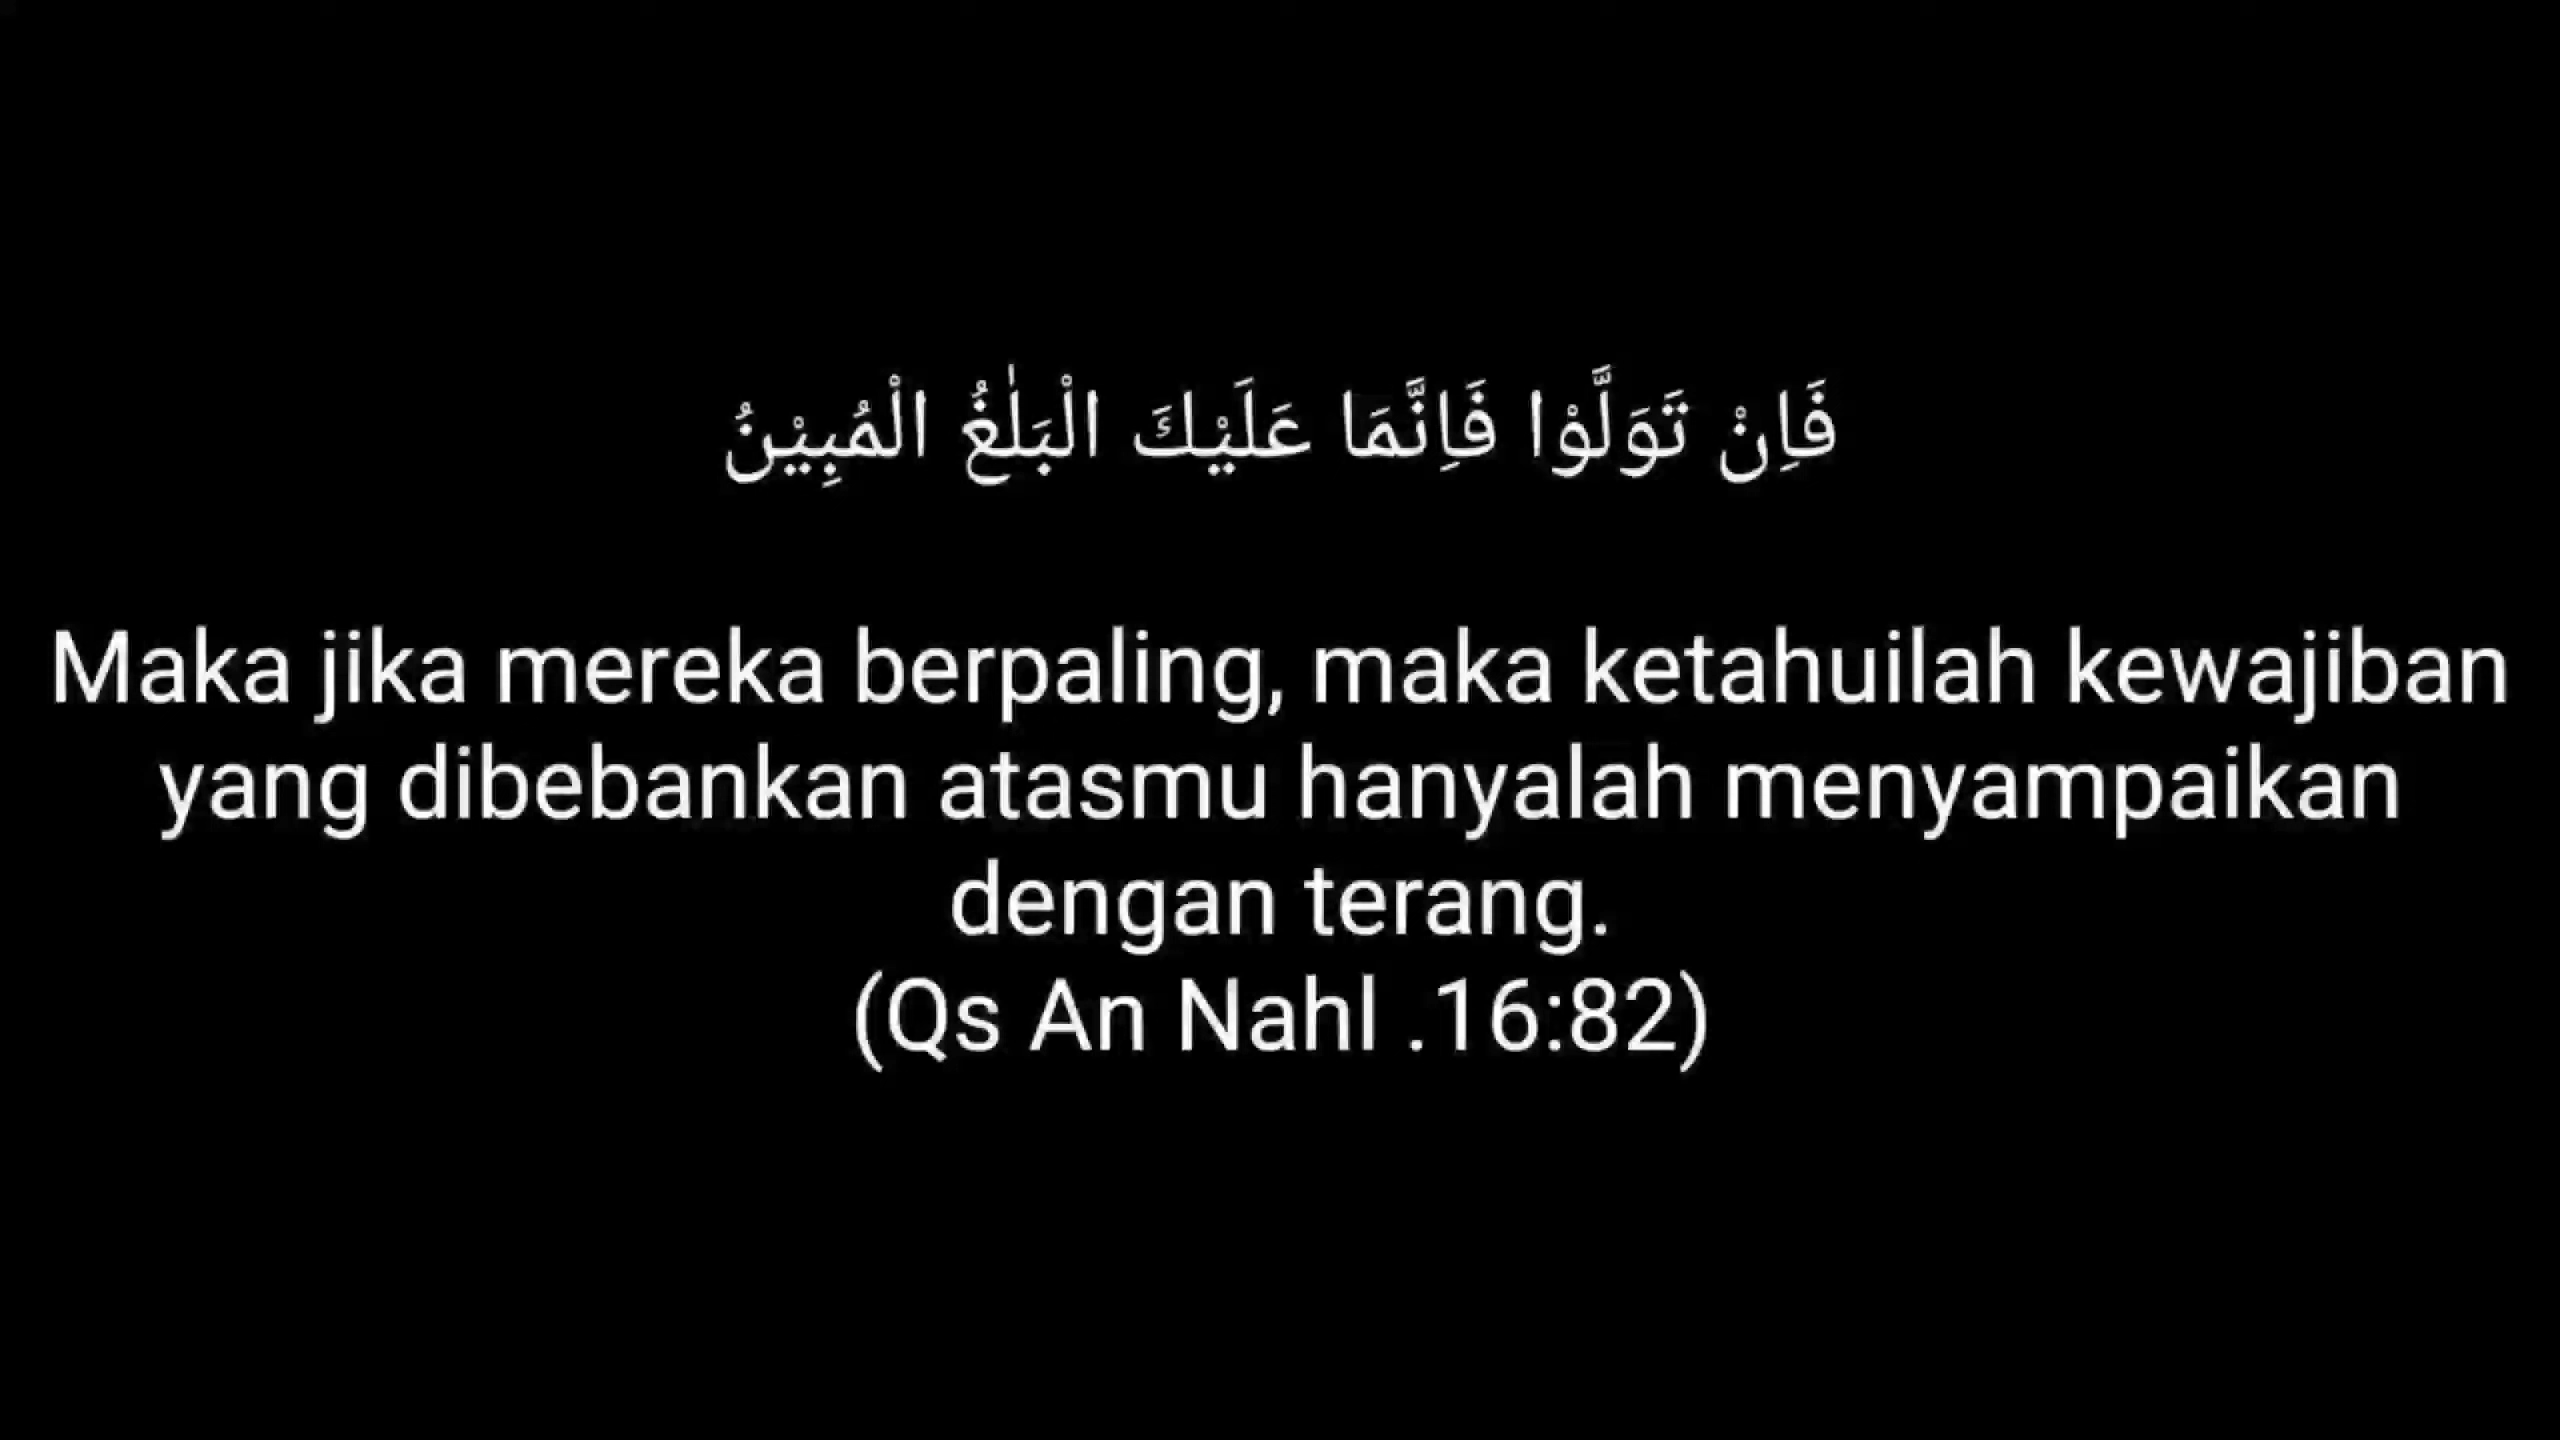 فَاِنْ تَوَلَّوْا فَاِنَّمَا عَلَيْكَ الْبَلٰغُ الْمُبِيْنُ
Maka jika mereka berpaling, maka ketahuilah kewajiban
yang dibebankan atasmu hanyalah menyampaikan
dengan terang.
(Qs An Nahl .16:82)